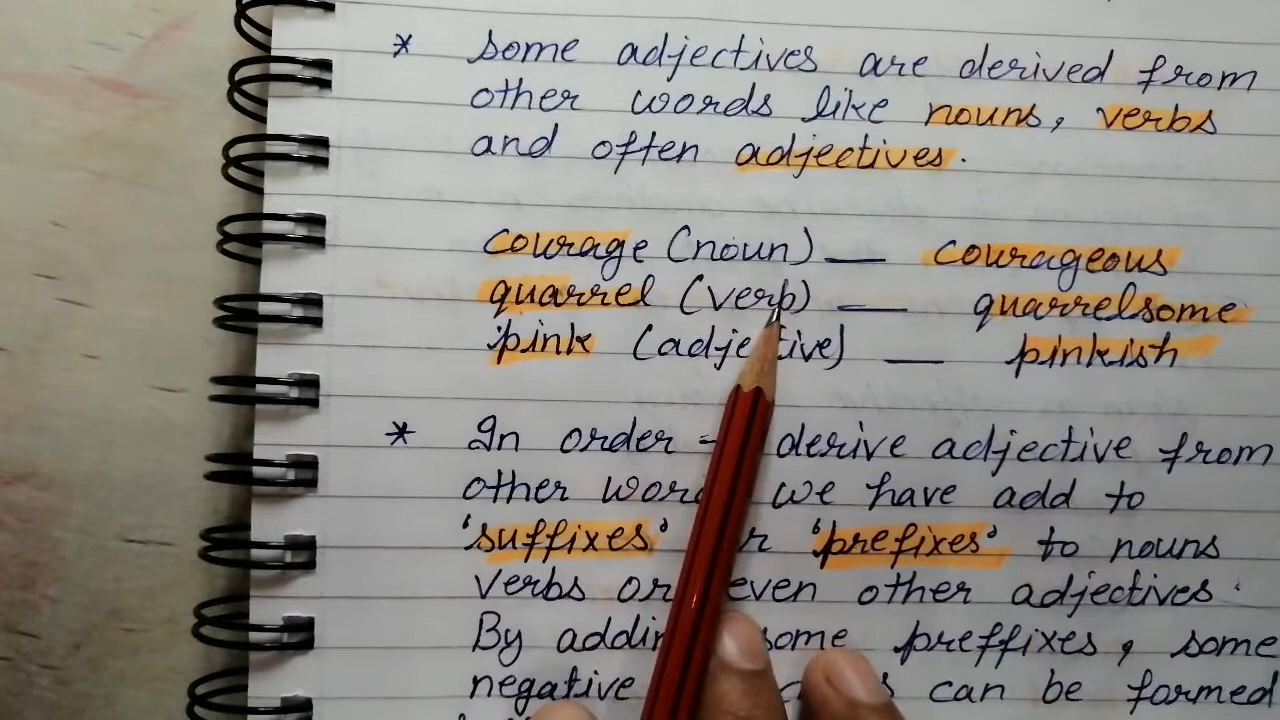 * some adjectives are derived from
other words like nouns, verbs
and often adjectives.
courage (noun) — courageous
quarrel (verb) — quarrelsome
pink (adjective) — pinkish
* In order derive adjective from
other we have add to
'suffixes' 'prefixes' to nouns
verbs or even other adjectives.
By some preffixes, some
negative can be formed